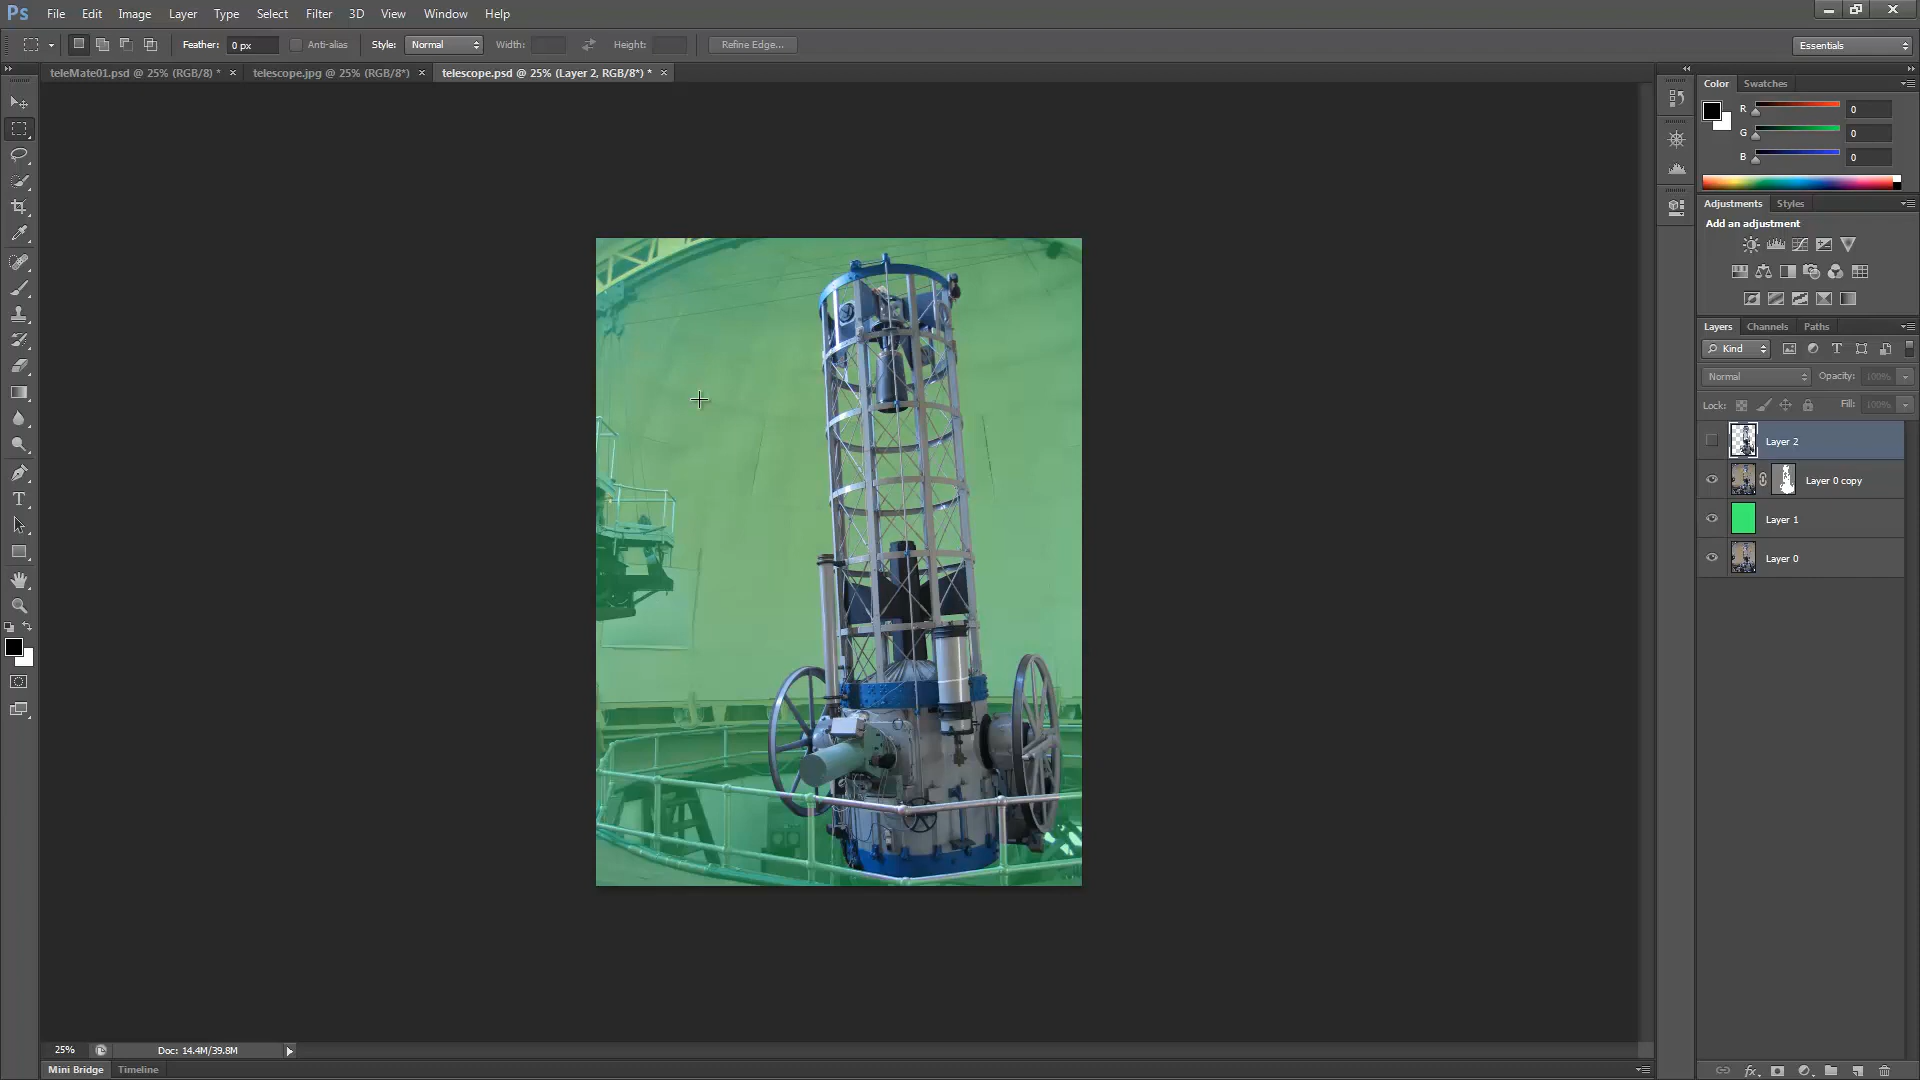 Ps File Edit Image Layer Type Select Filter 3D View Window Help
Feather: 0 px Anti-alias Style: Normal Width: Height: Refine Edge... Essentials
teleMate01.psd @ 25% (RGB/8) * × telescope.jpg @ 25% (RGB/8*) × telescope.psd @ 25% (Layer 2, RGB/8*) * ×
Color Swatches
R 0
G 0
B 0
Adjustments Styles
Add an adjustment
Layers Channels Paths
Kind
Normal Opacity: 100%
Lock: Fill: 100%
Layer 2
Layer 0 copy
Layer 1
Layer 0
25% Doc: 14.4M/39.8M
Mini Bridge Timeline